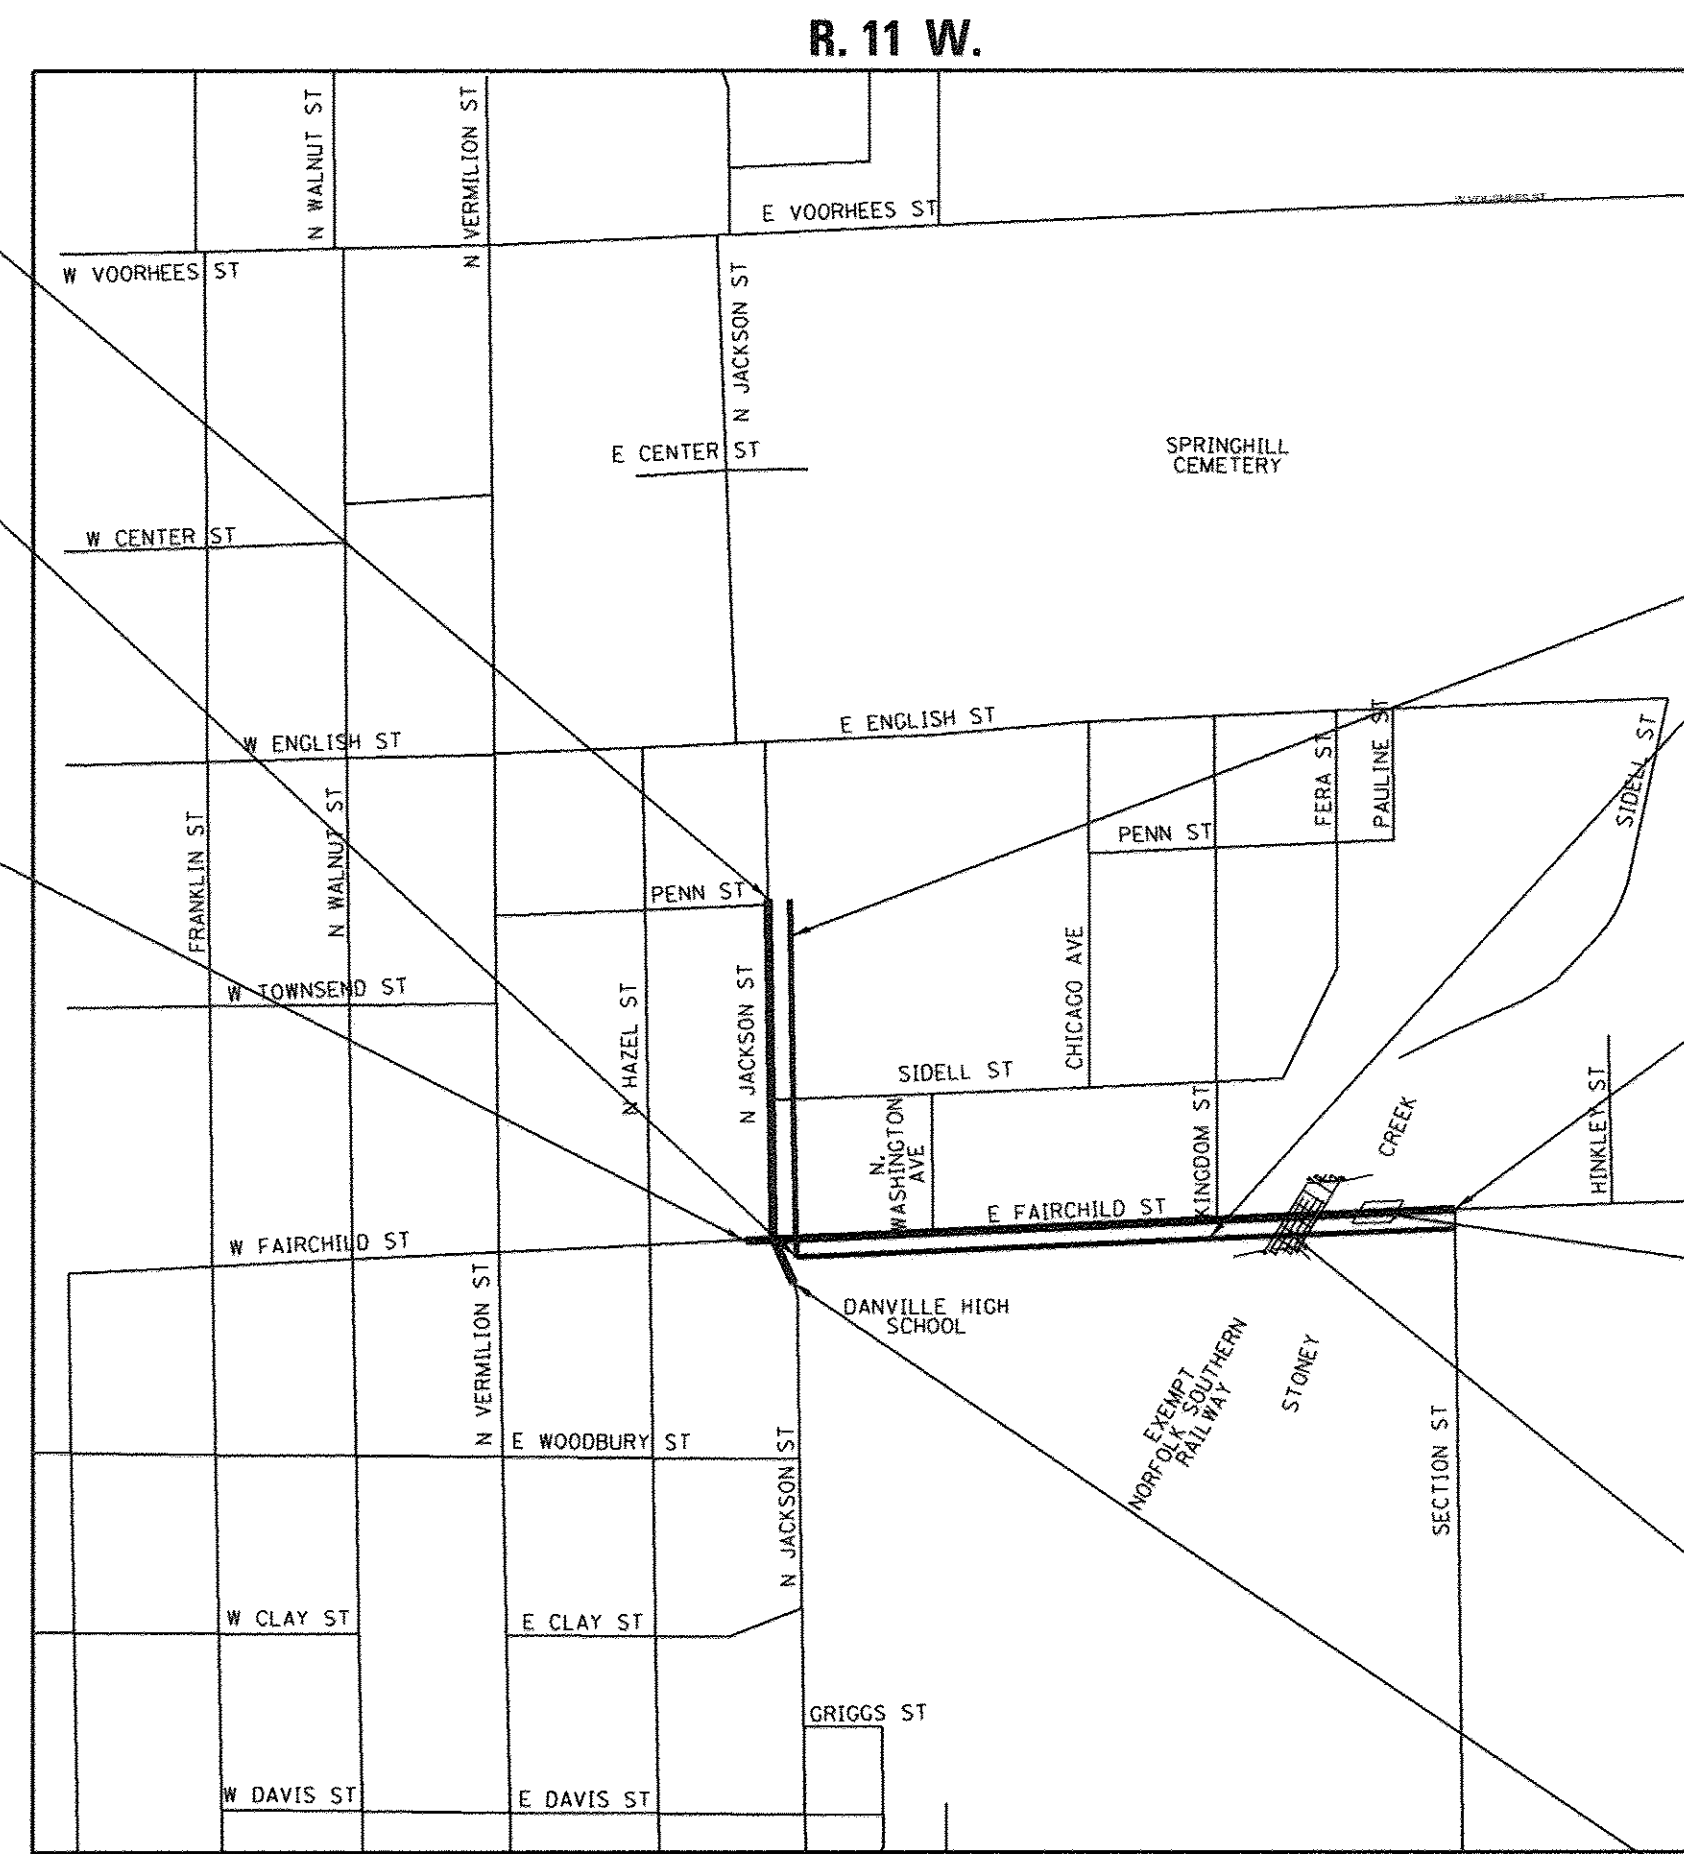 R. 11 W.
N WALNUT ST
N VERMILION ST
E VOORHEES ST
W VOORHEES ST
W VOORHEES ST
N JACKSON ST
E CENTER ST
SPRINGHILL
CEMETERY
W CENTER ST
E ENGLISH ST
W ENGLISH ST
FERA ST
PAULINE ST
SIDELL ST
PENN ST
FRANKLIN ST
N WALNUT ST
PENN ST
W TOWNSEND ST
N HAZEL ST
N JACKSON ST
CHICAGO AVE
SIDELL ST
N.
WASHINGTON
AVE
KINGDOM ST
CREEK
HINKLEY ST
E FAIRCHILD ST
W FAIRCHILD ST
N VERMILION ST
DANVILLE HIGH
SCHOOL
EXEMPT
NORFOLK SOUTHERN
RAILWAY
STONEY
SECTION ST
E WOODBURY ST
N JACKSON ST
W CLAY ST
E CLAY ST
GRIGGS ST
W DAVIS ST
E DAVIS ST